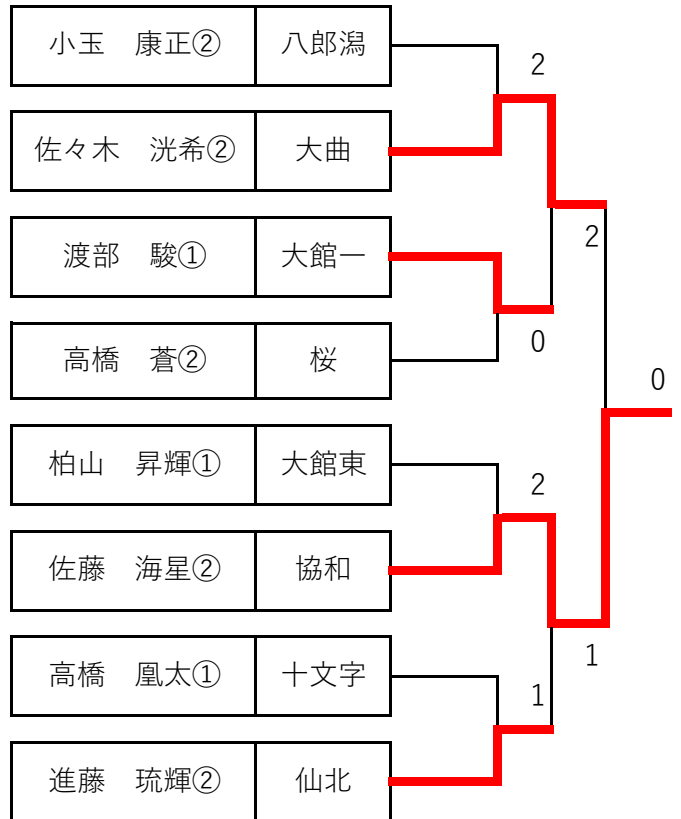 小玉　康正② 八郎潟
2
佐々木　洸希② 大曲
2
渡部　駿① 大館一
0
高橋　蒼② 桜
0
柏山　昇輝① 大館東
2
佐藤　海星② 協和
1
高橋　凰太① 十文字
1
進藤　琉輝② 仙北